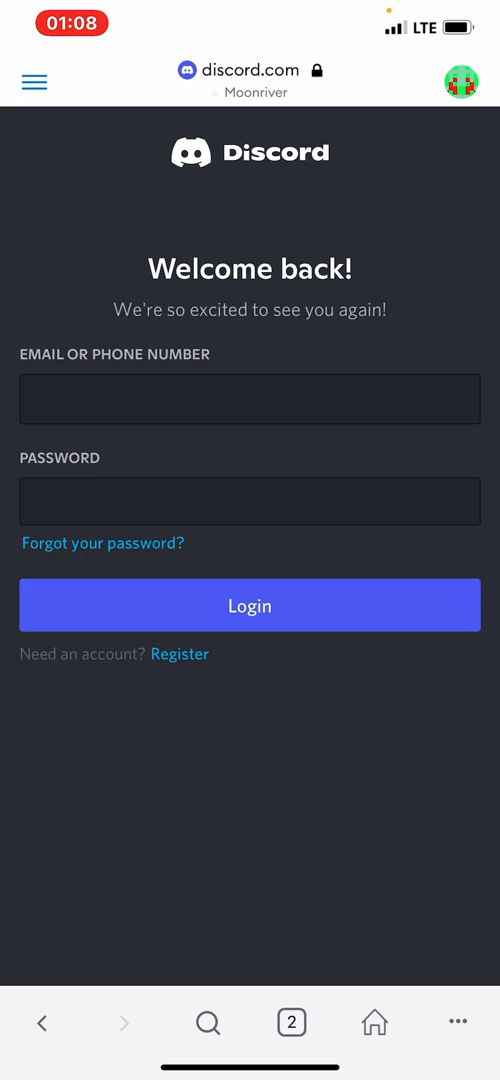 01:08
LTE
discord.com
Moonriver
Discord
Welcome back!
We're so excited to see you again!
EMAIL OR PHONE NUMBER
PASSWORD
Forgot your password?
Login
Need an account? Register
2